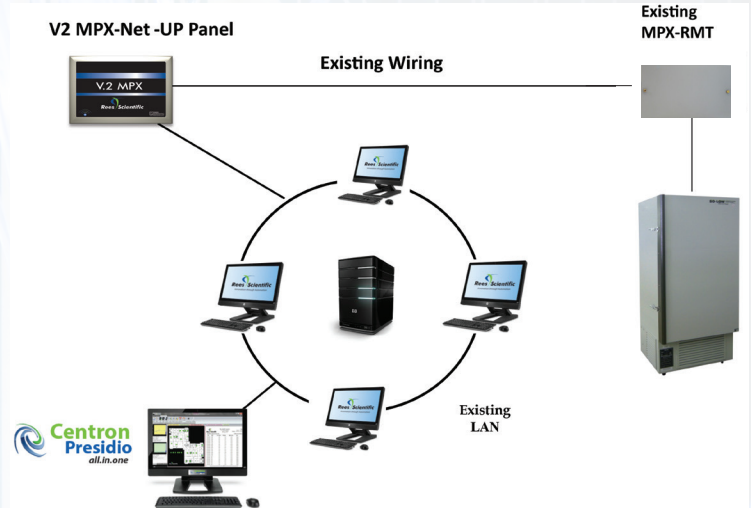 V2 MPX-Net -UP Panel
Existing
MPX-RMT
Existing Wiring
V.2 MPX
Rees Scientific
Rees Scientific
Rees Scientific
Rees Scientific
hp
Rees Scientific
Existing
LAN
Centron
Presidio
all.in.one